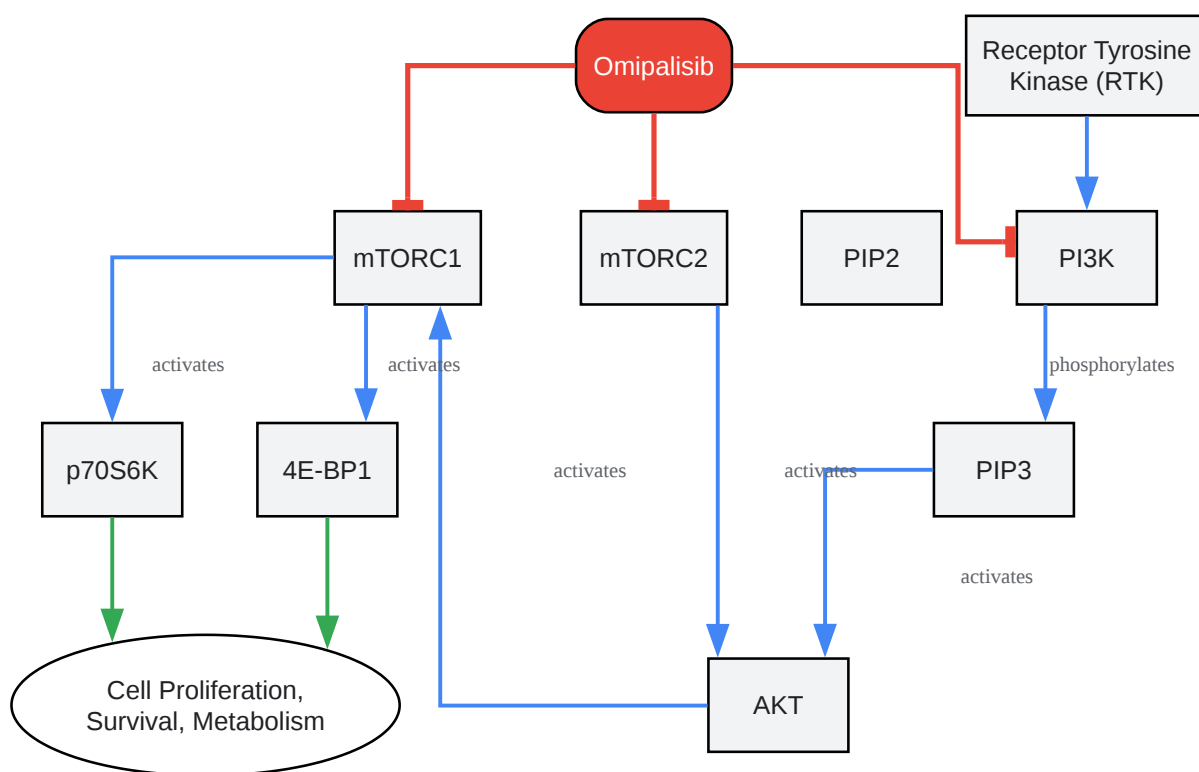 Omipalisib
Receptor Tyrosine
Kinase (RTK)
mTORC1
mTORC2
PIP2
PI3K
activates
activates
phosphorylates
p70S6K
4E-BP1
activates
activates
PIP3
activates
Cell Proliferation,
Survival, Metabolism
AKT